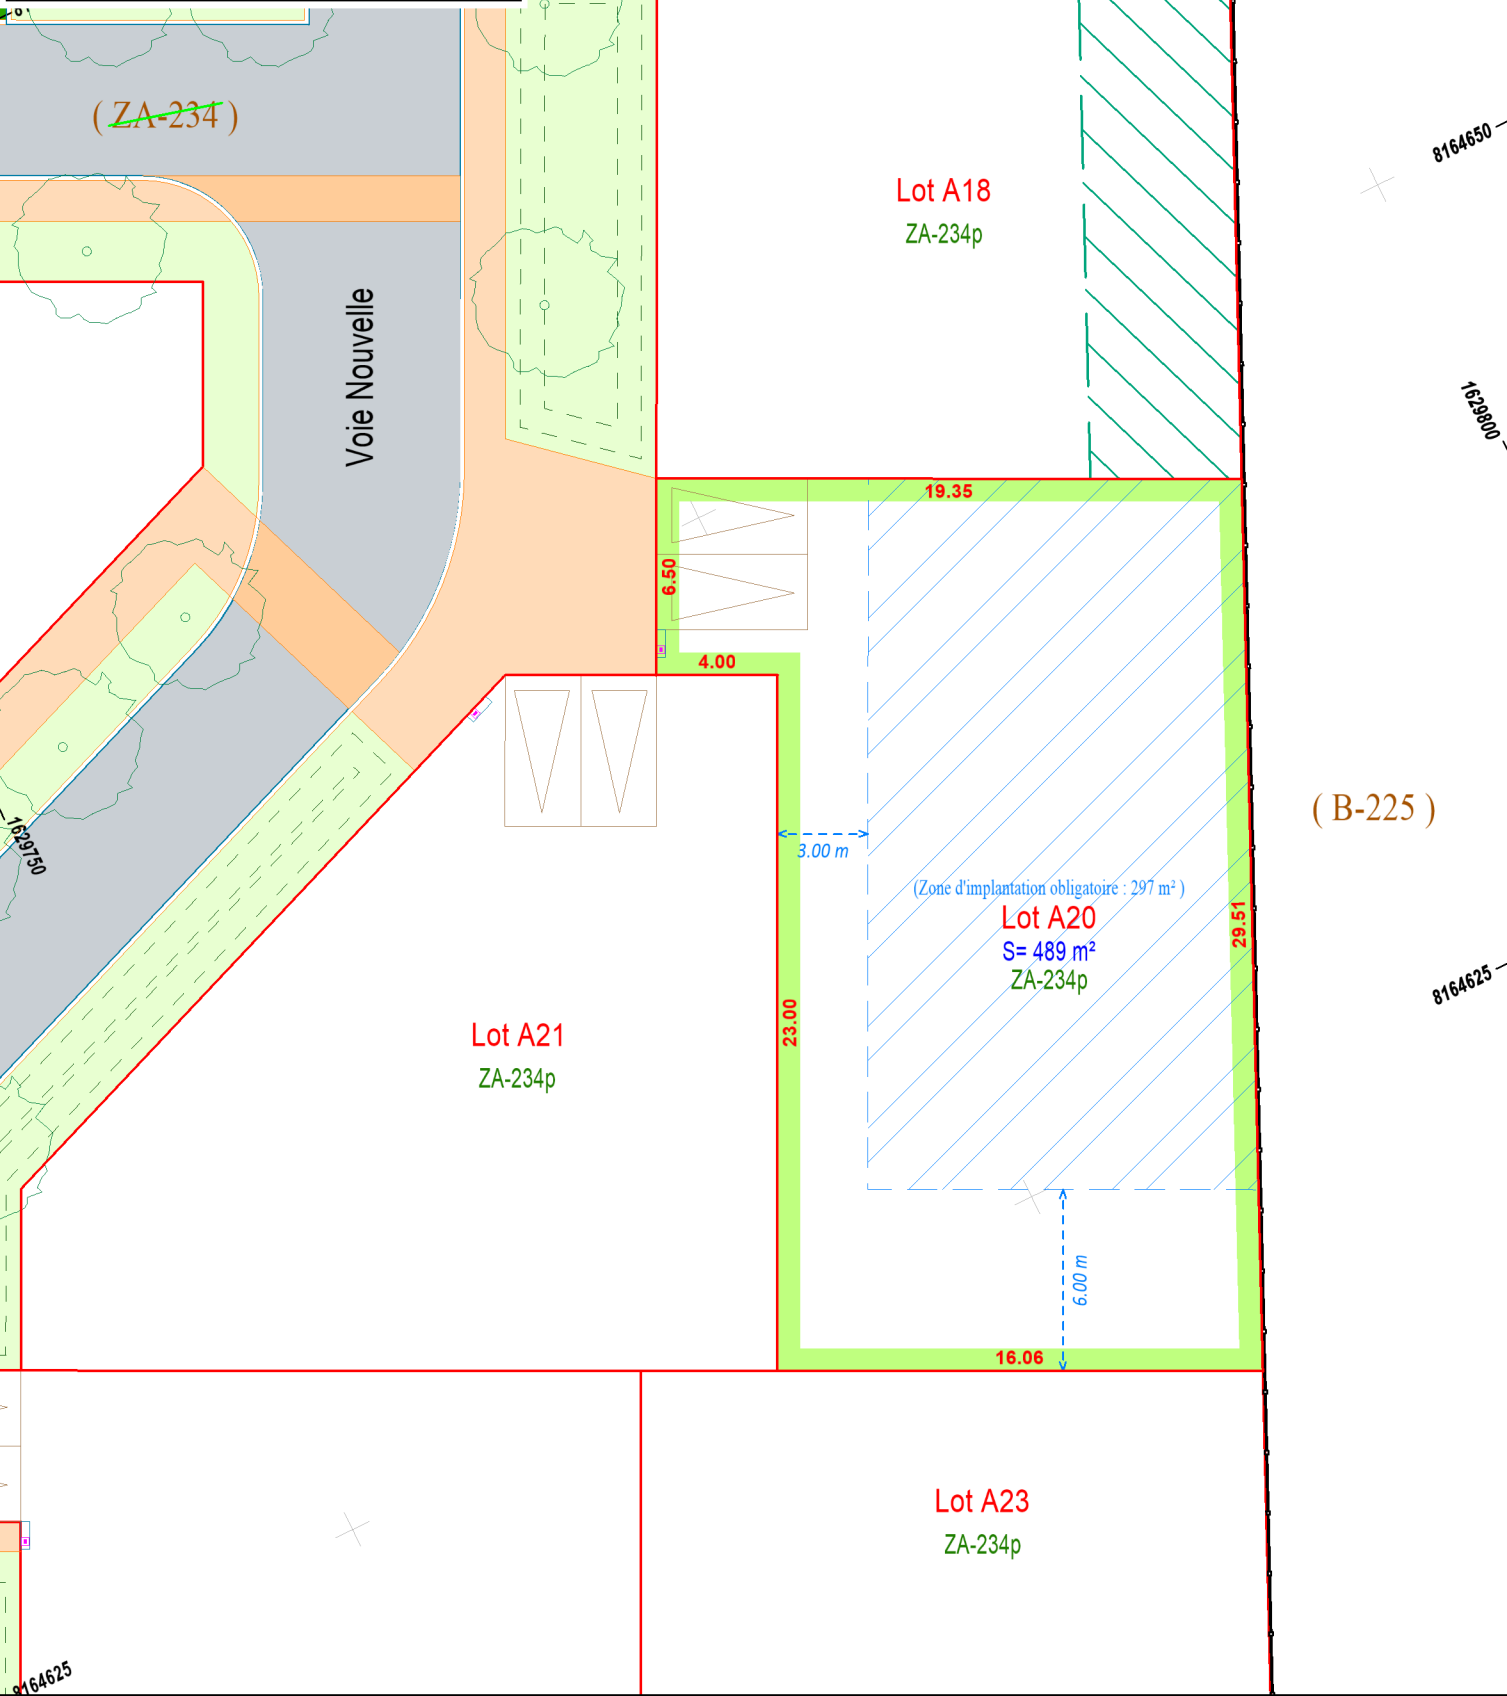 ( ZA-234 )
8164650
Lot A18
ZA-234p
Voie Nouvelle
1629800
19.35
6.50
4.00
( B-225 )
3.00 m
1629750
(Zone d'implantation obligatoire : 297 m² )
Lot A20
S= 489 m²
ZA-234p
29.51
8164625
23.00
Lot A21
ZA-234p
6.00 m
16.06
Lot A23
ZA-234p
8164625